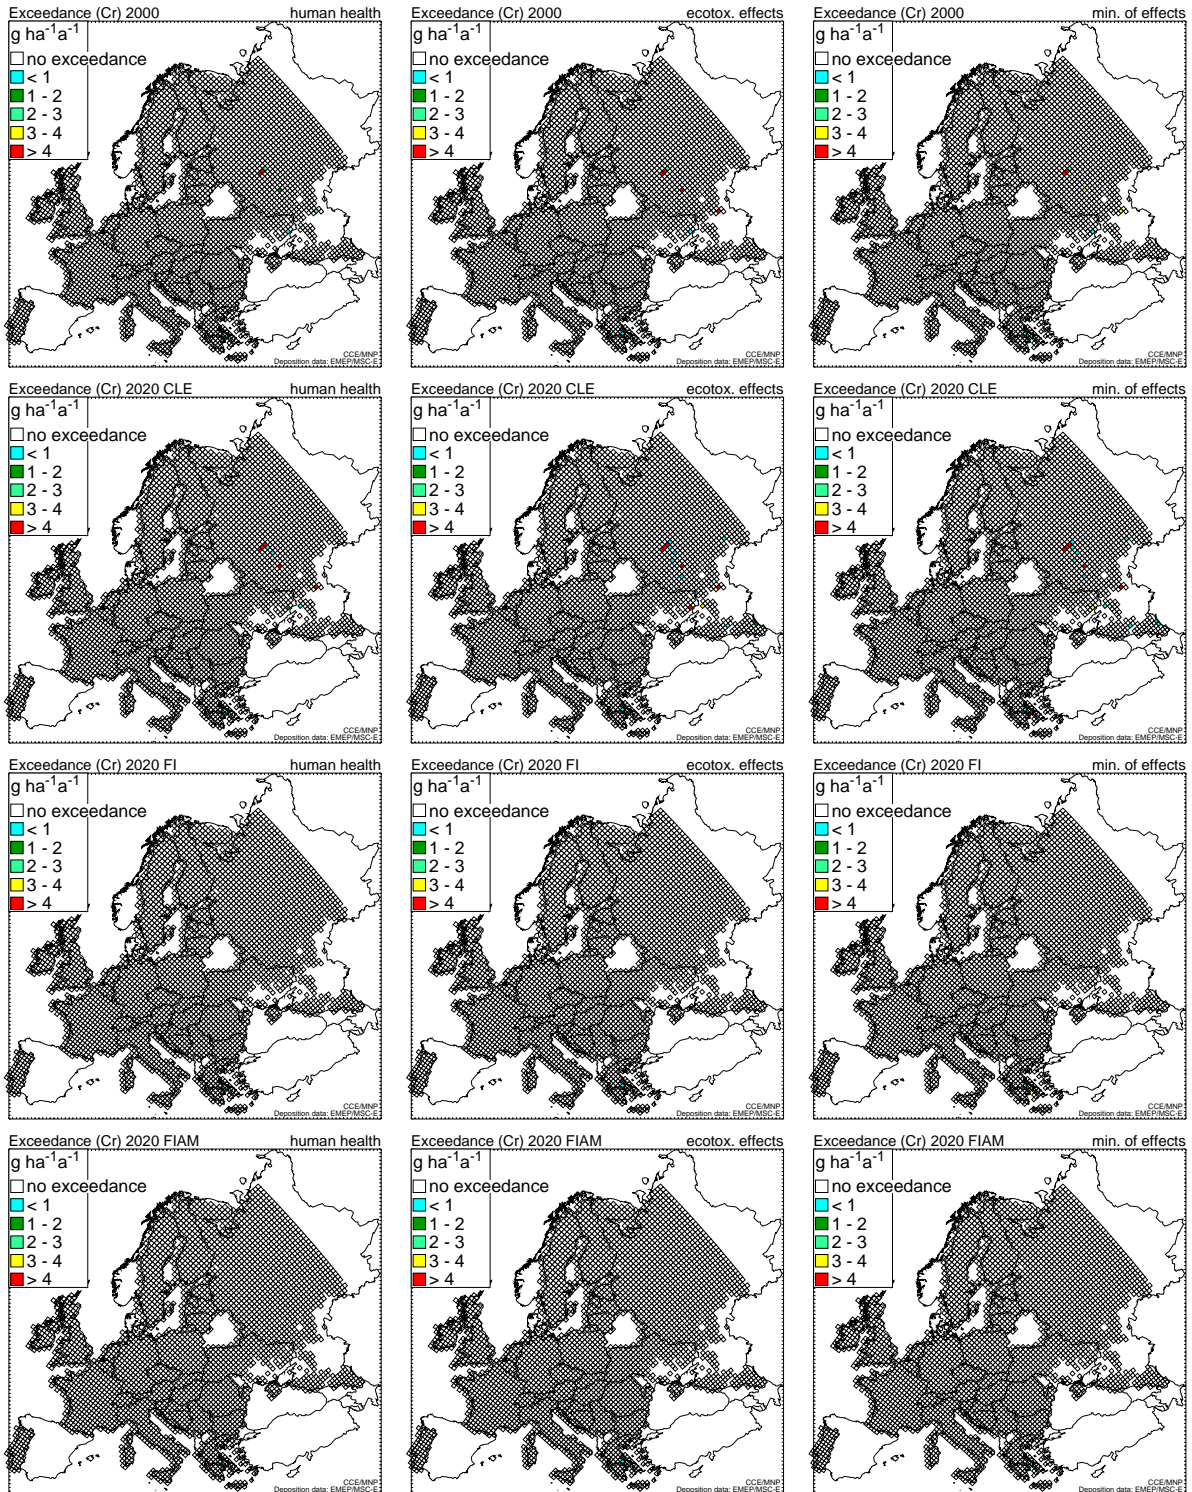 Exceedance (Cr) 2000 human health
g ha-1a-1
no exceedance
< 1
1 - 2
2 - 3
3 - 4
> 4
CCE/MNP
Deposition data: EMEP/MSC-E
Exceedance (Cr) 2000 ecotox. effects
g ha-1a-1
no exceedance
< 1
1 - 2
2 - 3
3 - 4
> 4
CCE/MNP
Deposition data: EMEP/MSC-E
Exceedance (Cr) 2000 min. of effects
g ha-1a-1
no exceedance
< 1
1 - 2
2 - 3
3 - 4
> 4
CCE/MNP
Deposition data: EMEP/MSC-E
Exceedance (Cr) 2020 CLE human health
g ha-1a-1
no exceedance
< 1
1 - 2
2 - 3
3 - 4
> 4
CCE/MNP
Deposition data: EMEP/MSC-E
Exceedance (Cr) 2020 CLE ecotox. effects
g ha-1a-1
no exceedance
< 1
1 - 2
2 - 3
3 - 4
> 4
CCE/MNP
Deposition data: EMEP/MSC-E
Exceedance (Cr) 2020 CLE min. of effects
g ha-1a-1
no exceedance
< 1
1 - 2
2 - 3
3 - 4
> 4
CCE/MNP
Deposition data: EMEP/MSC-E
Exceedance (Cr) 2020 FI human health
g ha-1a-1
no exceedance
< 1
1 - 2
2 - 3
3 - 4
> 4
CCE/MNP
Deposition data: EMEP/MSC-E
Exceedance (Cr) 2020 FI ecotox. effects
g ha-1a-1
no exceedance
< 1
1 - 2
2 - 3
3 - 4
> 4
CCE/MNP
Deposition data: EMEP/MSC-E
Exceedance (Cr) 2020 FI min. of effects
g ha-1a-1
no exceedance
< 1
1 - 2
2 - 3
3 - 4
> 4
CCE/MNP
Deposition data: EMEP/MSC-E
Exceedance (Cr) 2020 FIAM human health
g ha-1a-1
no exceedance
< 1
1 - 2
2 - 3
3 - 4
> 4
CCE/MNP
Deposition data: EMEP/MSC-E
Exceedance (Cr) 2020 FIAM ecotox. effects
g ha-1a-1
no exceedance
< 1
1 - 2
2 - 3
3 - 4
> 4
CCE/MNP
Deposition data: EMEP/MSC-E
Exceedance (Cr) 2020 FIAM min. of effects
g ha-1a-1
no exceedance
< 1
1 - 2
2 - 3
3 - 4
> 4
CCE/MNP
Deposition data: EMEP/MSC-E